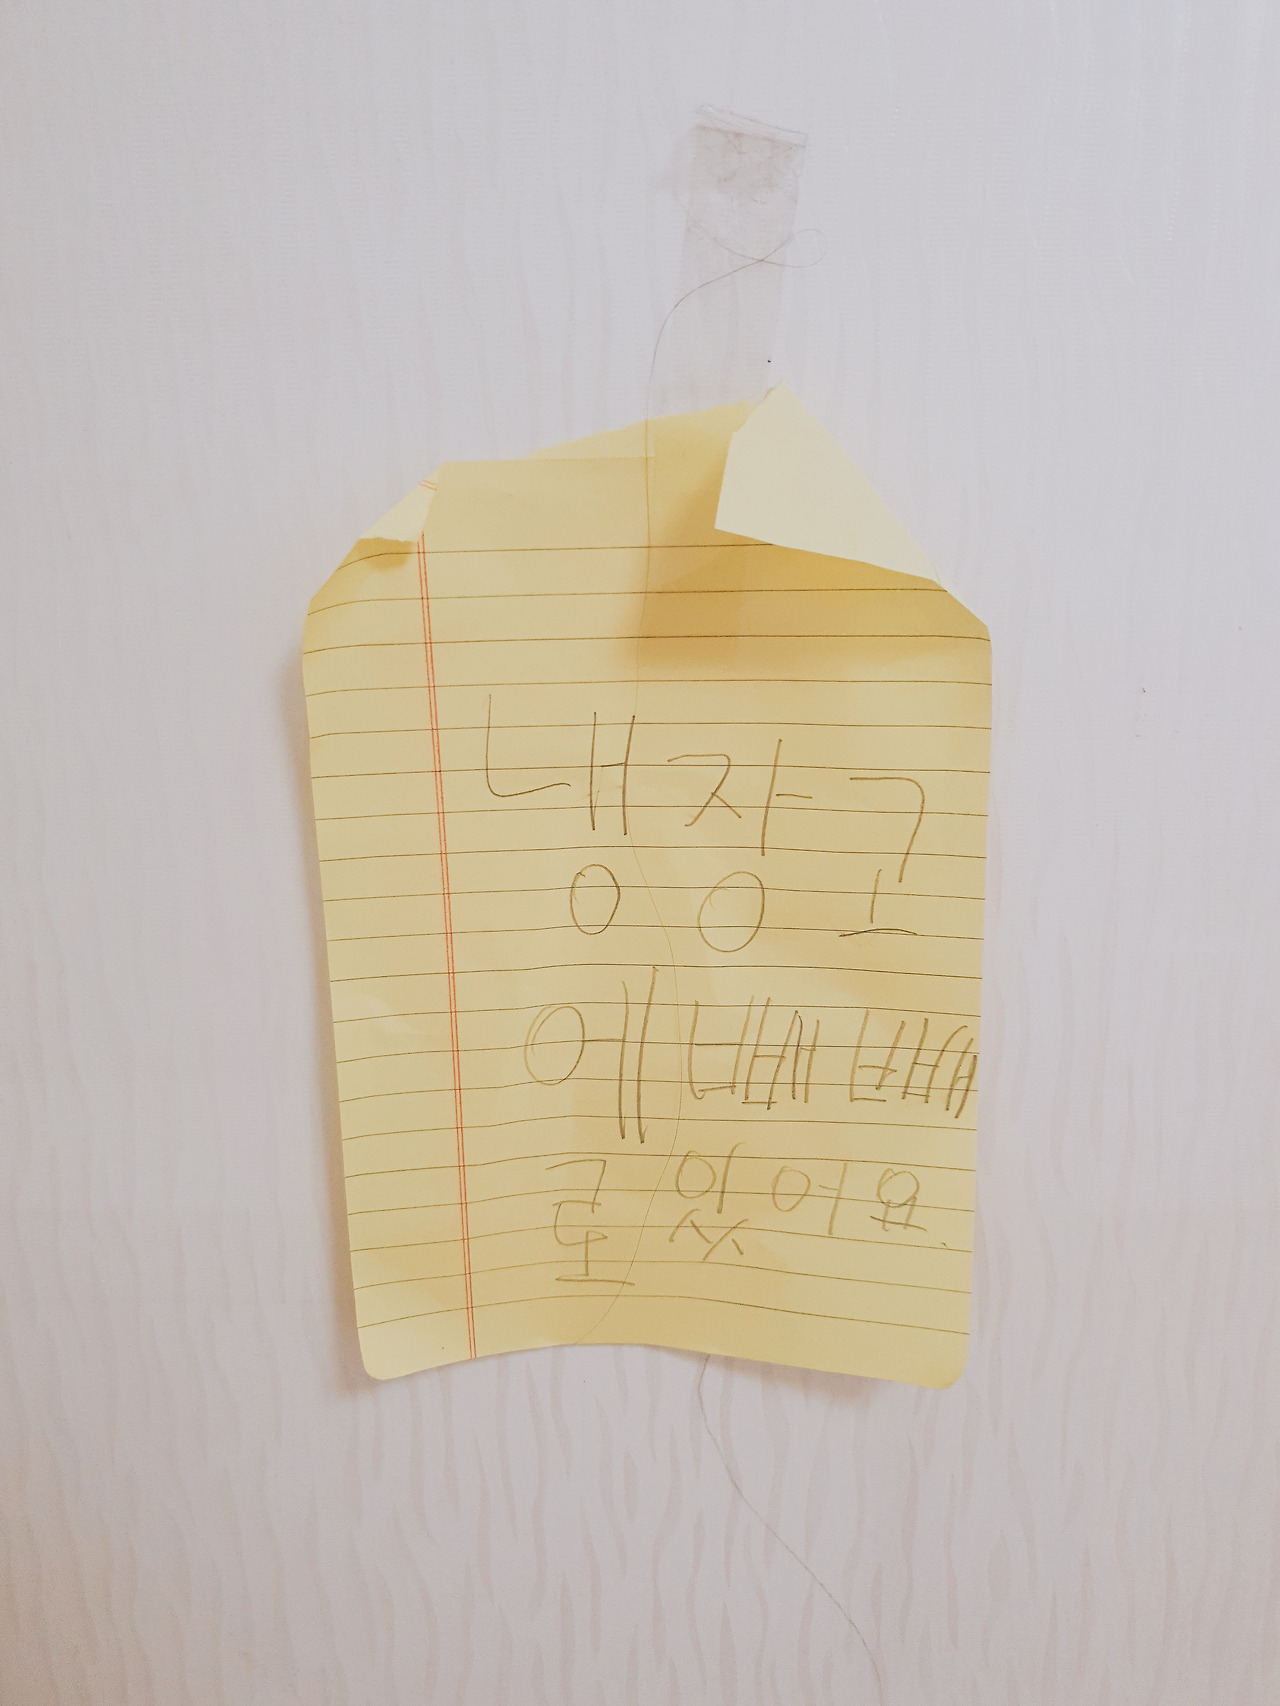 냉장고
에 빼빼
로 있어요.